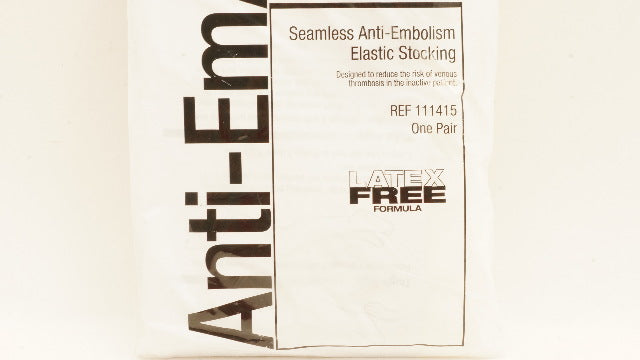 Anti-Em
Seamless Anti-Embolism
Elastic Stocking
Designed to reduce the risk of venous
thrombosis in the inactive patient.
REF 111415
One Pair
LATEX
FREE
FORMULA